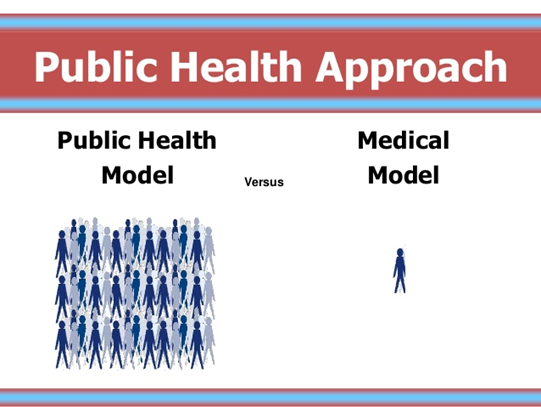 Public Health Approach
Public Health
Model
Versus
Medical
Model